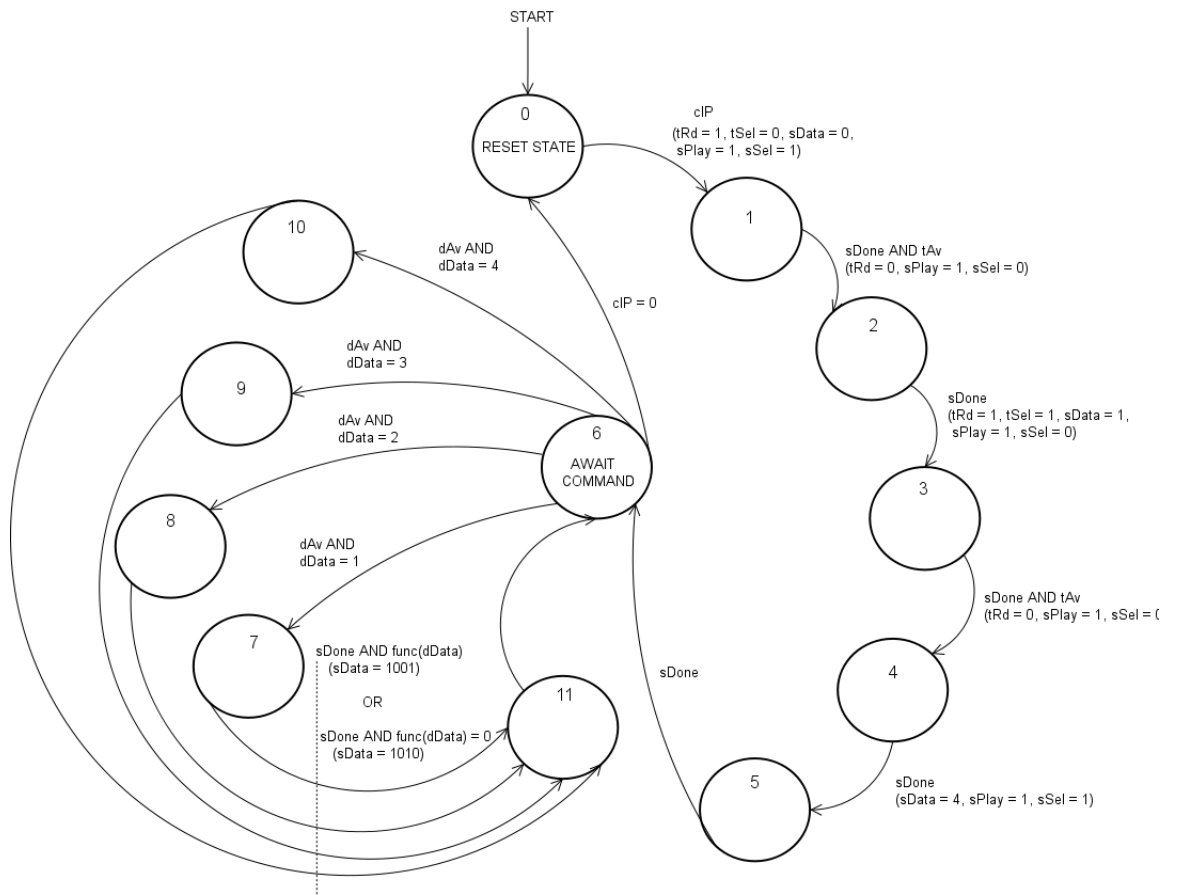 START
0
RESET STATE
cIP
(tRd = 1, tSel = 0, sData = 0,
sPlay = 1, sSel = 1)
1
sDone AND tAv
(tRd = 0, sPlay = 1, sSel = 0)
2
sDone
(tRd = 1, tSel = 1, sData = 1,
sPlay = 1, sSel = 0)
3
sDone AND tAv
(tRd = 0, sPlay = 1, sSel = 0
4
sDone
(sData = 4, sPlay = 1, sSel = 1)
5
sDone
6
AWAIT
COMMAND
cIP = 0
dAv AND
dData = 4
10
dAv AND
dData = 3
9
dAv AND
dData = 2
8
dAv AND
dData = 1
7
sDone AND func(dData)
(sData = 1001)
OR
sDone AND func(dData) = 0
(sData = 1010)
11